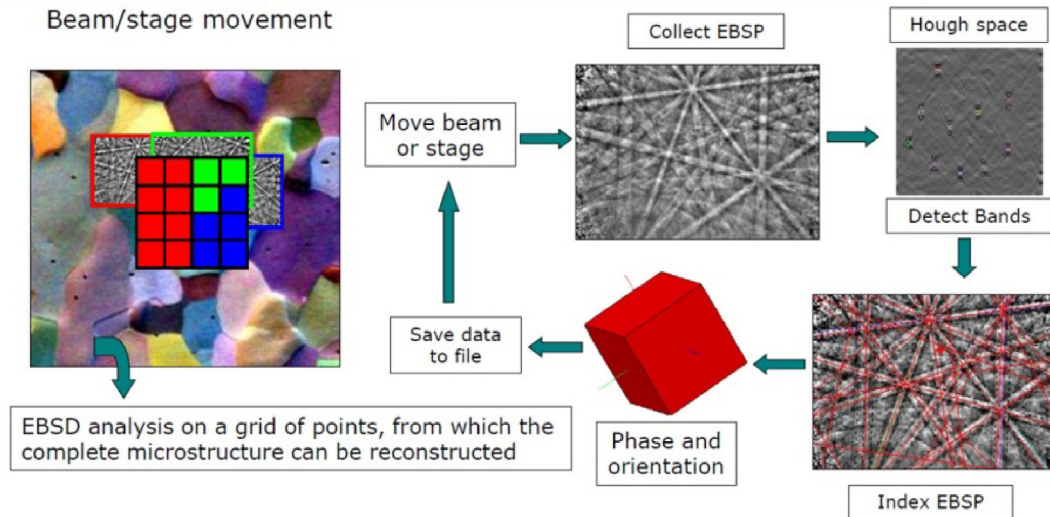 Beam/stage movement
Collect EBSP
Hough space
Move beam
or stage
Detect Bands
Save data
to file
EBSD analysis on a grid of points, from which the
complete microstructure can be reconstructed
Phase and
orientation
Index EBSP